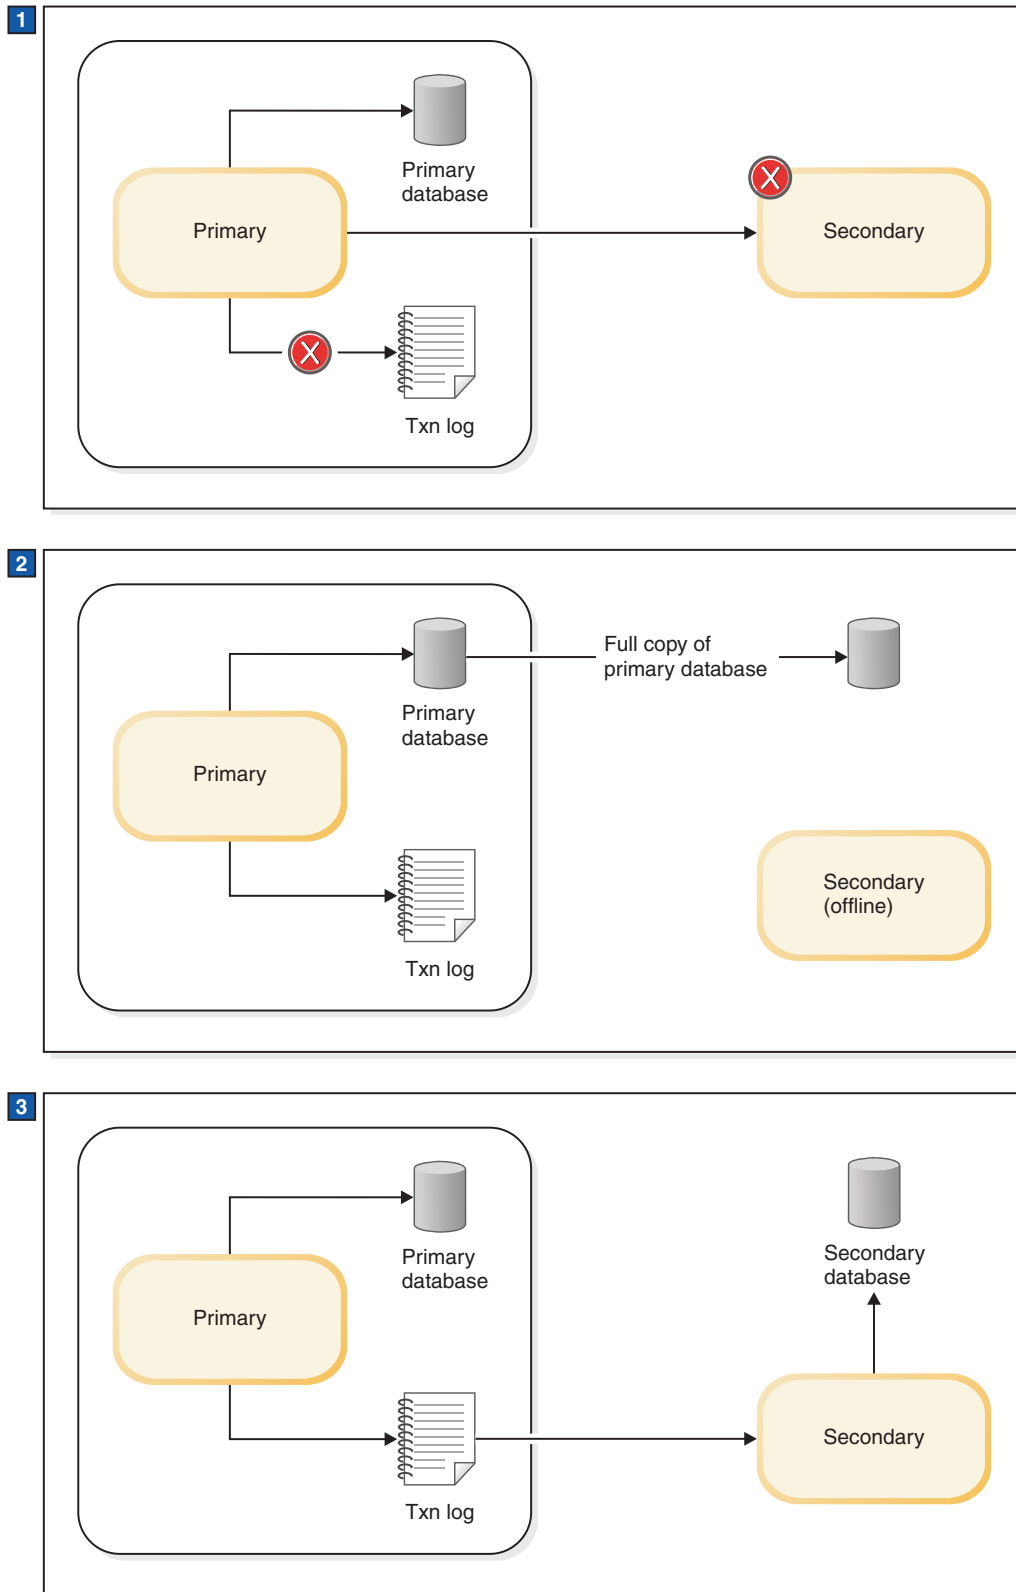 1
Primary
database
Primary
Secondary
X
X
Txn log
2
Full copy of
primary database
Primary
database
Primary
Secondary
(offline)
Txn log
3
Primary
database
Secondary
database
Primary
Secondary
Txn log